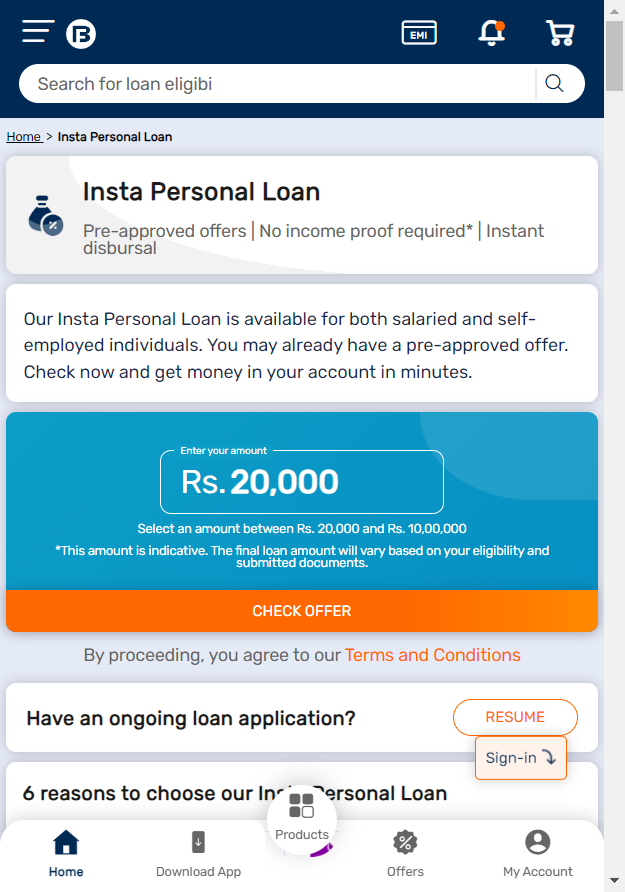 B
EMI
Search for loan eligibi
Home > Insta Personal Loan
Insta Personal Loan
Pre-approved offers | No income proof required* | Instant
disbursal
Our Insta Personal Loan is available for both salaried and self-
employed individuals. You may already have a pre-approved offer.
Check now and get money in your account in minutes.
Enter your amount
Rs. 20,000
Select an amount between Rs. 20,000 and Rs. 10,00,000
*This amount is indicative. The final loan amount will vary based on your eligibility and
submitted documents.
CHECK OFFER
By proceeding, you agree to our Terms and Conditions
Have an ongoing loan application?
RESUME
Sign-in
6 reasons to choose our Insta Personal Loan
Home
Download App
Products
Offers
My Account